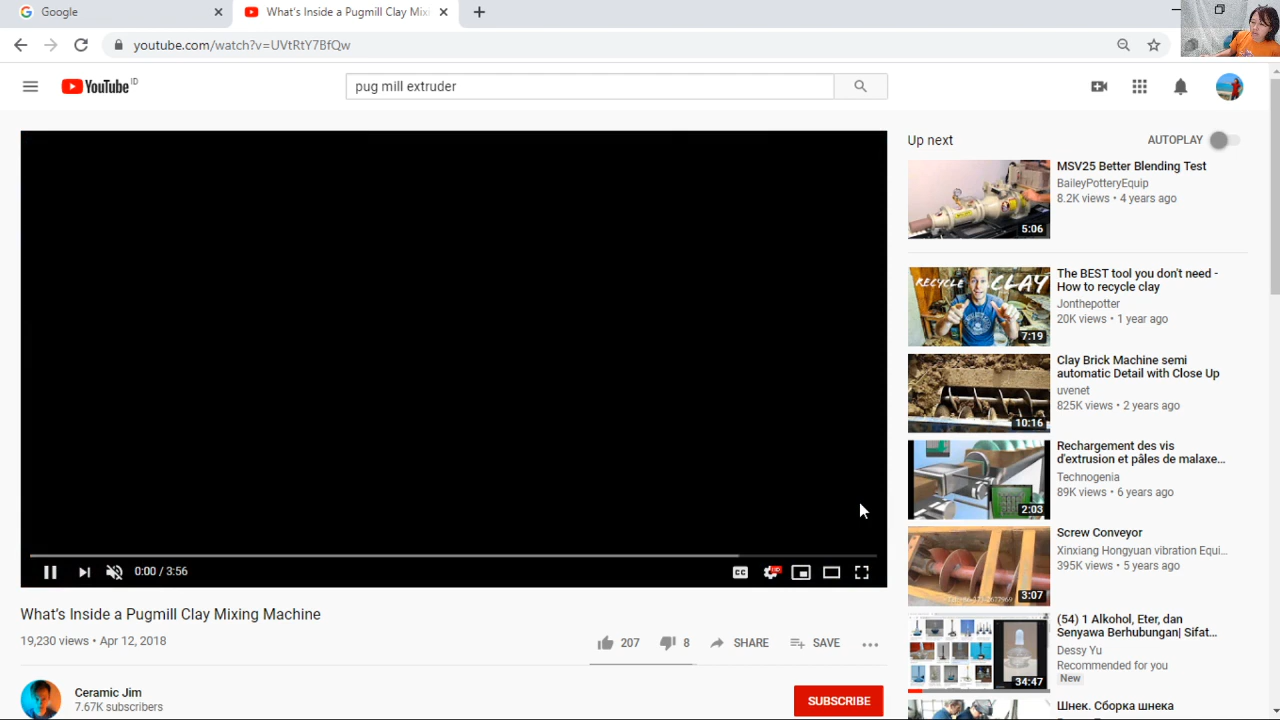 Google
What's Inside a Pugmill Clay Mix
youtube.com/watch?v=UVtRtY7BfQw
YouTube ID
pug mill extruder
Up next
AUTOPLAY
MSV25 Better Blending Test
BaileyPotteryEquip
8.2K views • 4 years ago
5:06
RECYCLE CLAY
The BEST tool you don't need -
How to recycle clay
Jonthepotter
20K views • 1 year ago
7:19
Clay Brick Machine semi
automatic Detail with Close Up
uvenet
825K views • 2 years ago
10:16
Rechargement des vis
d'extrusion et pâles de malaxe...
Technogenia
89K views • 6 years ago
2:03
Screw Conveyor
Xinxiang Hongyuan vibration Equi...
395K views • 5 years ago
3:07
(54) 1 Alkohol, Eter, dan
Senyawa Berhubungan| Sifat...
Dessy Yu
Recommended for you
New
34:47
Шнек. Сборка шнека
CC
HD
0:00 / 3:56
What's Inside a Pugmill Clay Mixing Machine
19,230 views • Apr 12, 2018
207
8
SHARE
SAVE
Ceramic Jim
7.67K subscribers
SUBSCRIBE